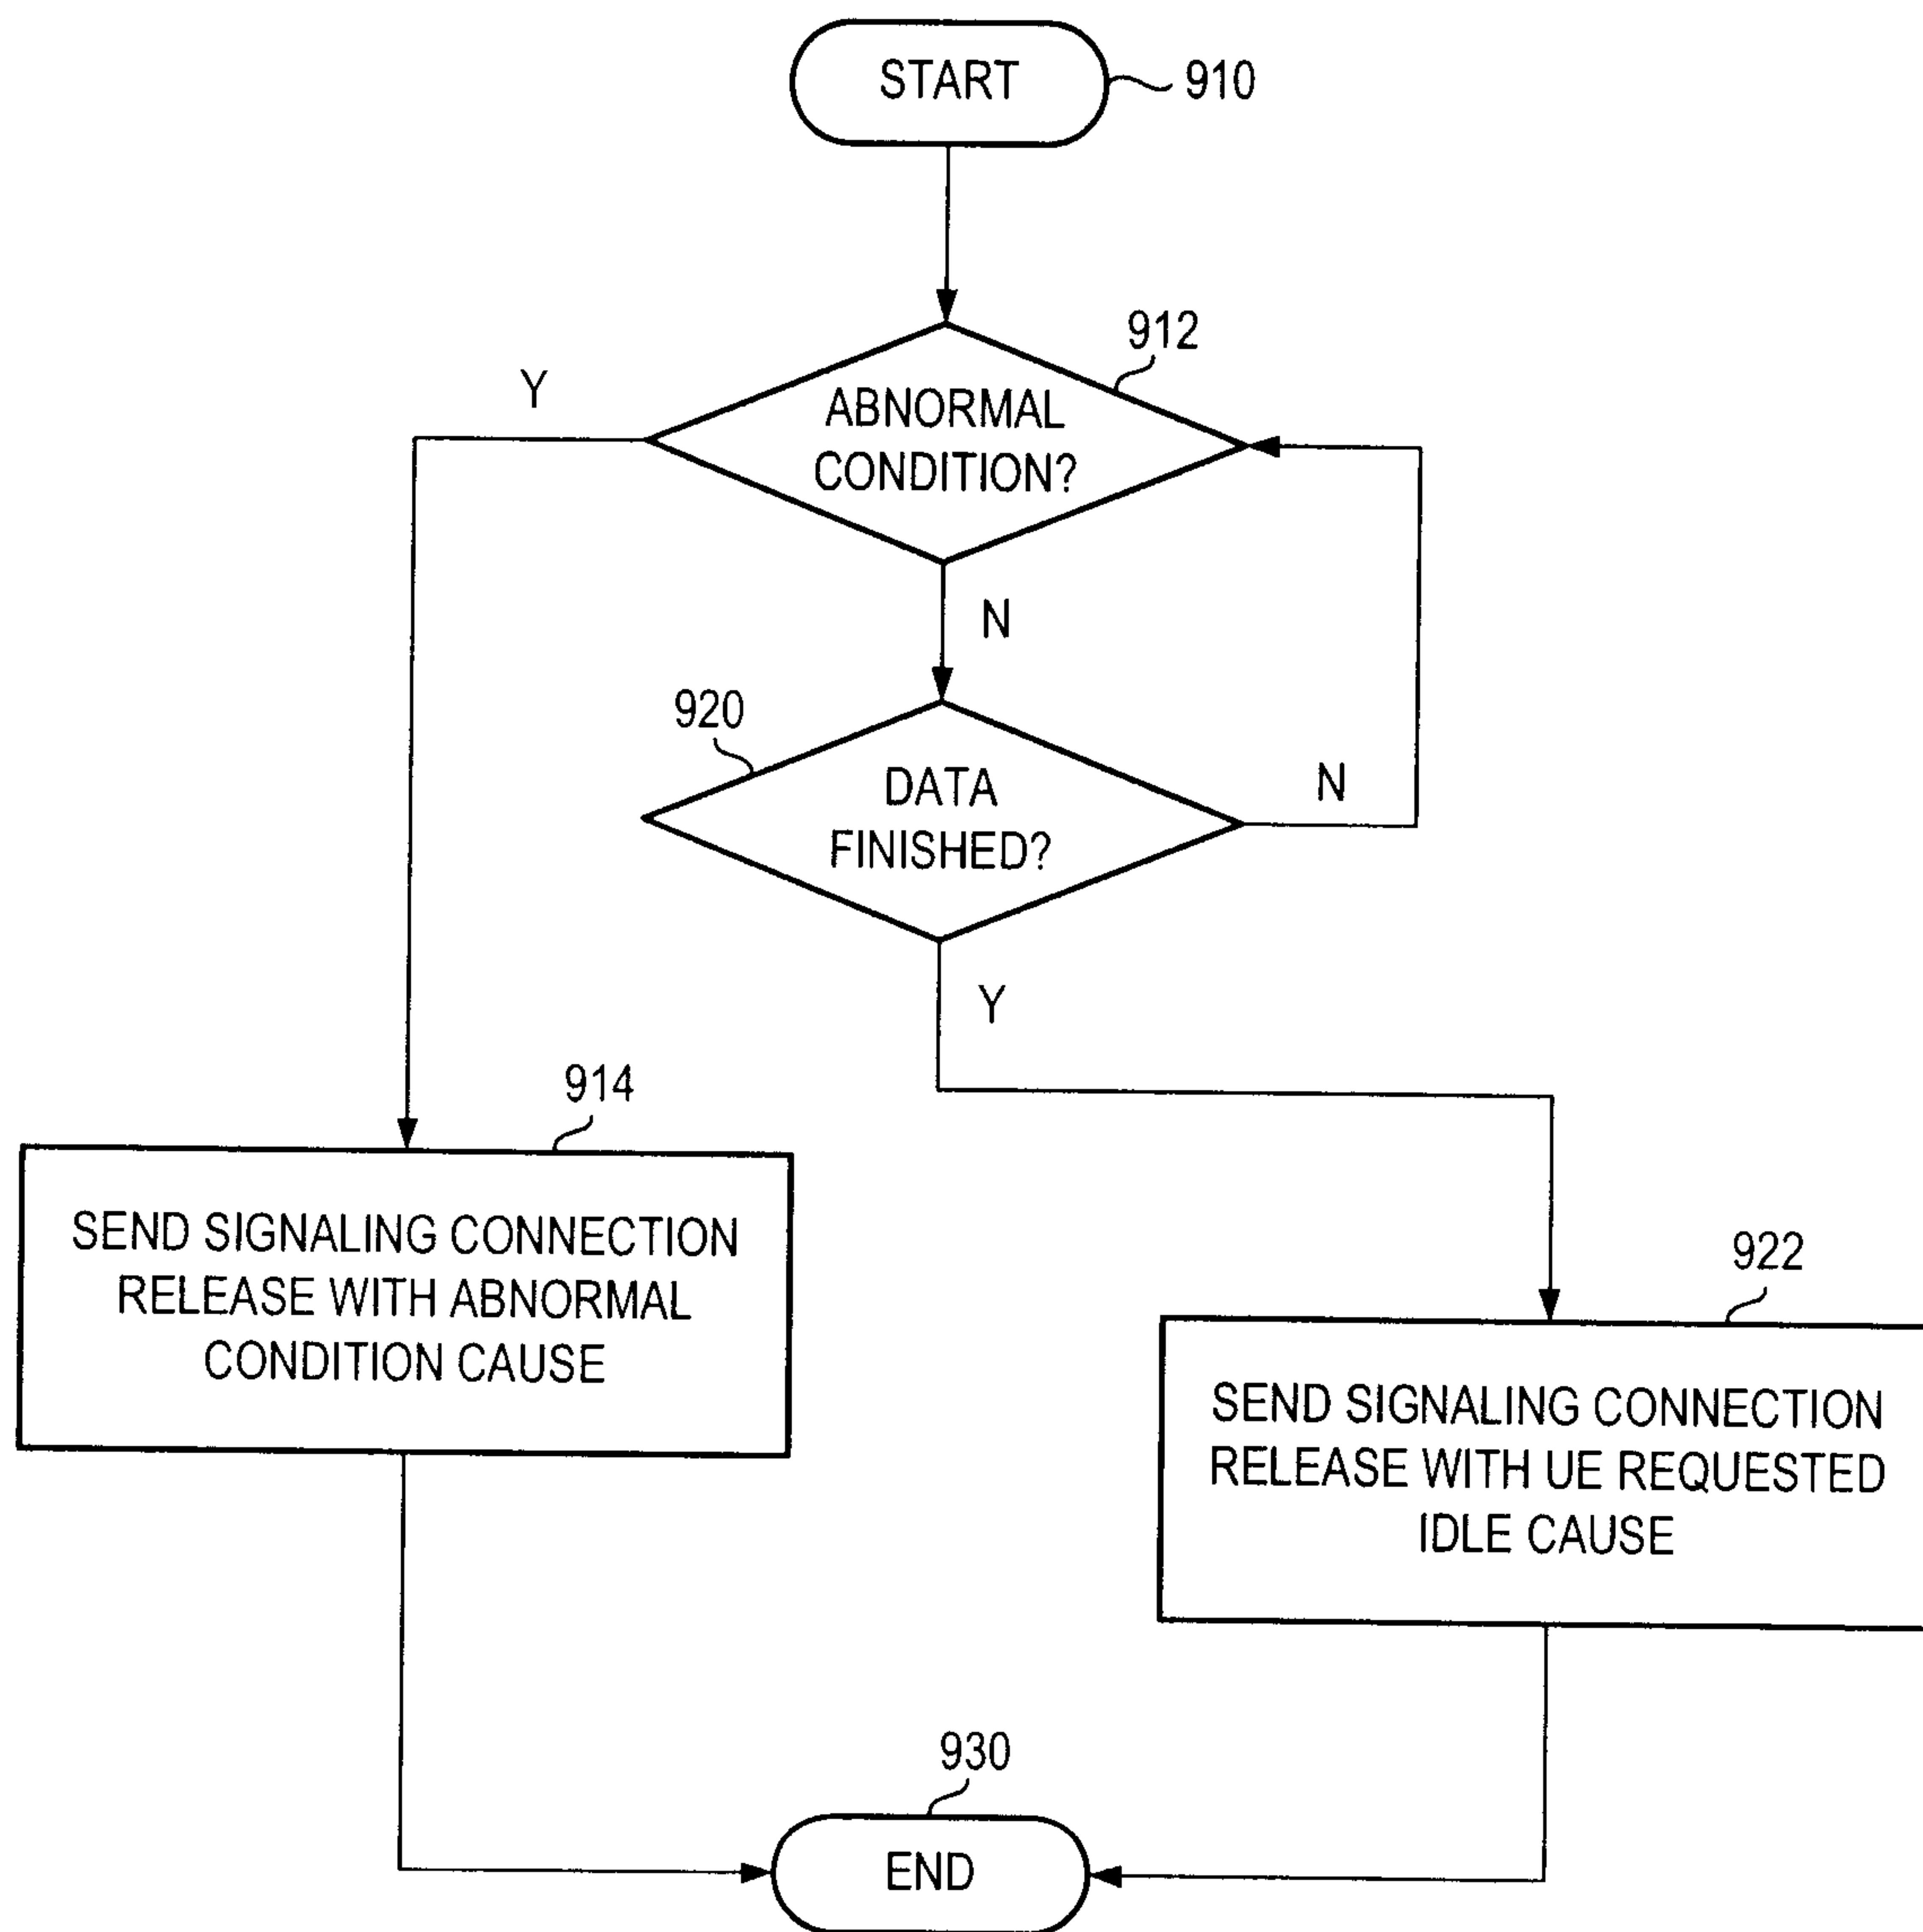 START
910
912
Y
ABNORMAL
CONDITION?
N
920
DATA
FINISHED?
N
Y
914
SEND SIGNALING CONNECTION
RELEASE WITH ABNORMAL
CONDITION CAUSE
922
SEND SIGNALING CONNECTION
RELEASE WITH UE REQUESTED
IDLE CAUSE
930
END